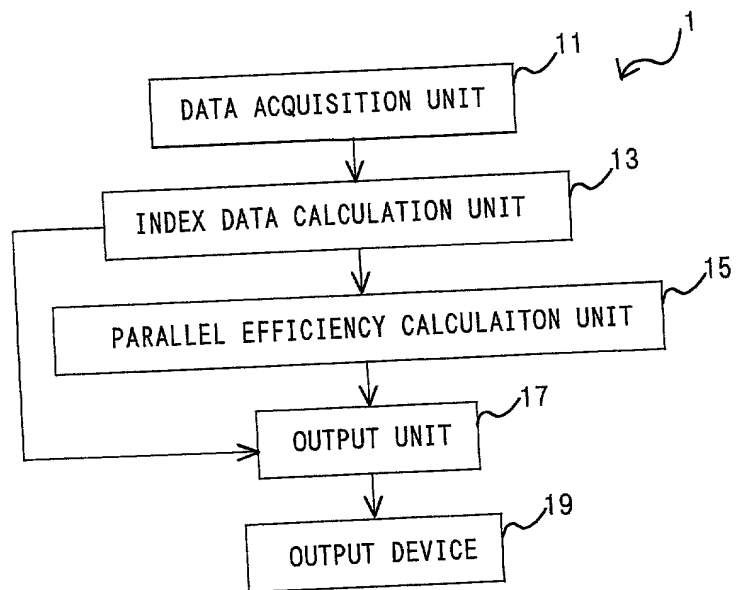 1
11
DATA ACQUISITION UNIT
13
INDEX DATA CALCULATION UNIT
15
PARALLEL EFFICIENCY CALCULAITON UNIT
17
OUTPUT UNIT
19
OUTPUT DEVICE